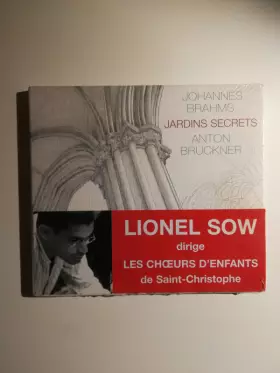 JOHANNES
BRAHMS
JARDINS SECRETS
ANTON
BRUCKNER
LIONEL SOW
dirige
LES CHŒURS D'ENFANTS
de Saint-Christophe